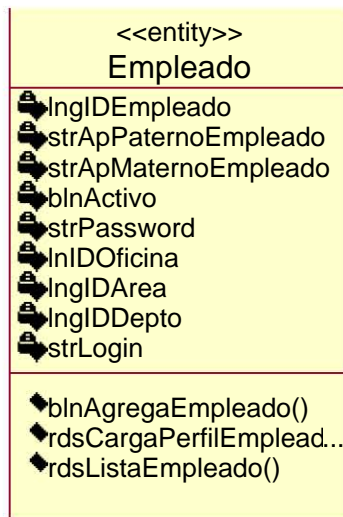 <<entity>>
Empleado
lngIDEmpleado
strApPaternoEmpleado
strApMaternoEmpleado
blnActivo
strPassword
lnIDOficina
lngIDArea
lngIDDepto
strLogin
blnAgregaEmpleado()
rdsCargaPerfilEmplead...
rdsListaEmpleado()